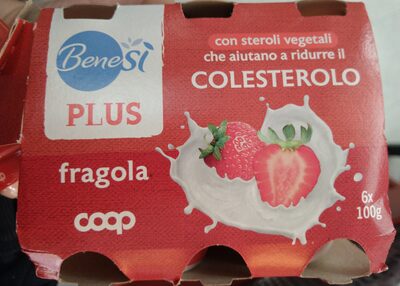 BeneSì
PLUS
con steroli vegetali
che aiutano a ridurre il
COLESTEROLO
fragola
coop
6x
100g